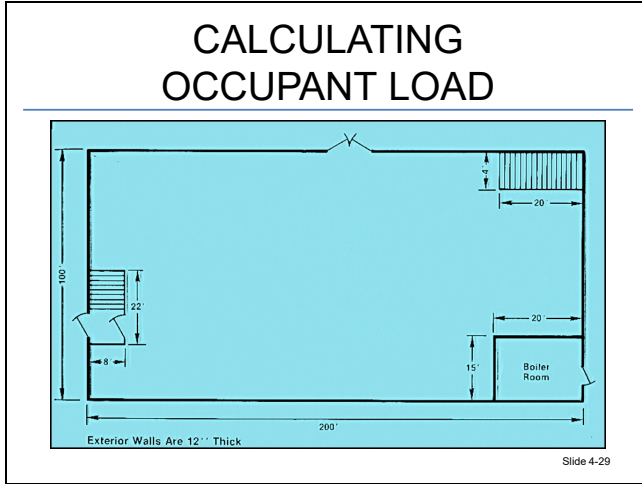 CALCULATING
OCCUPANT LOAD
4'
20'
100'
22'
8'
20'
15'
Boiler
Room
200'
Exterior Walls Are 12'' Thick
Slide 4-29